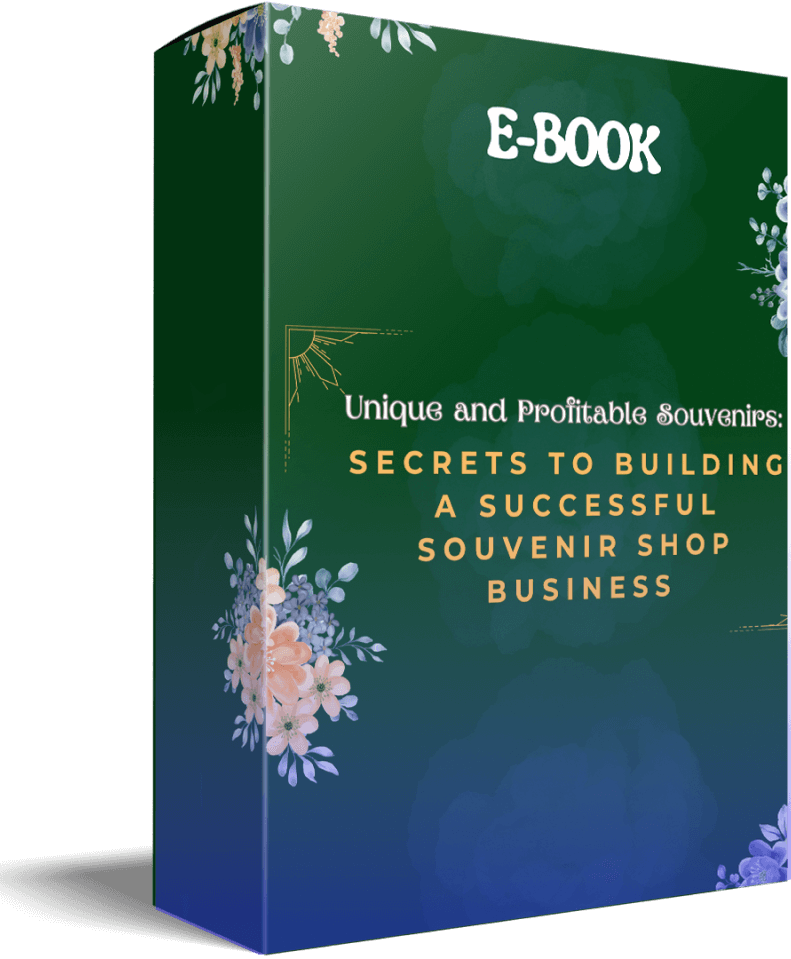 E-BOOK
Unique and Profitable Souvenirs:
SECRETS TO BUILDING
A SUCCESSFUL
SOUVENIR SHOP
BUSINESS